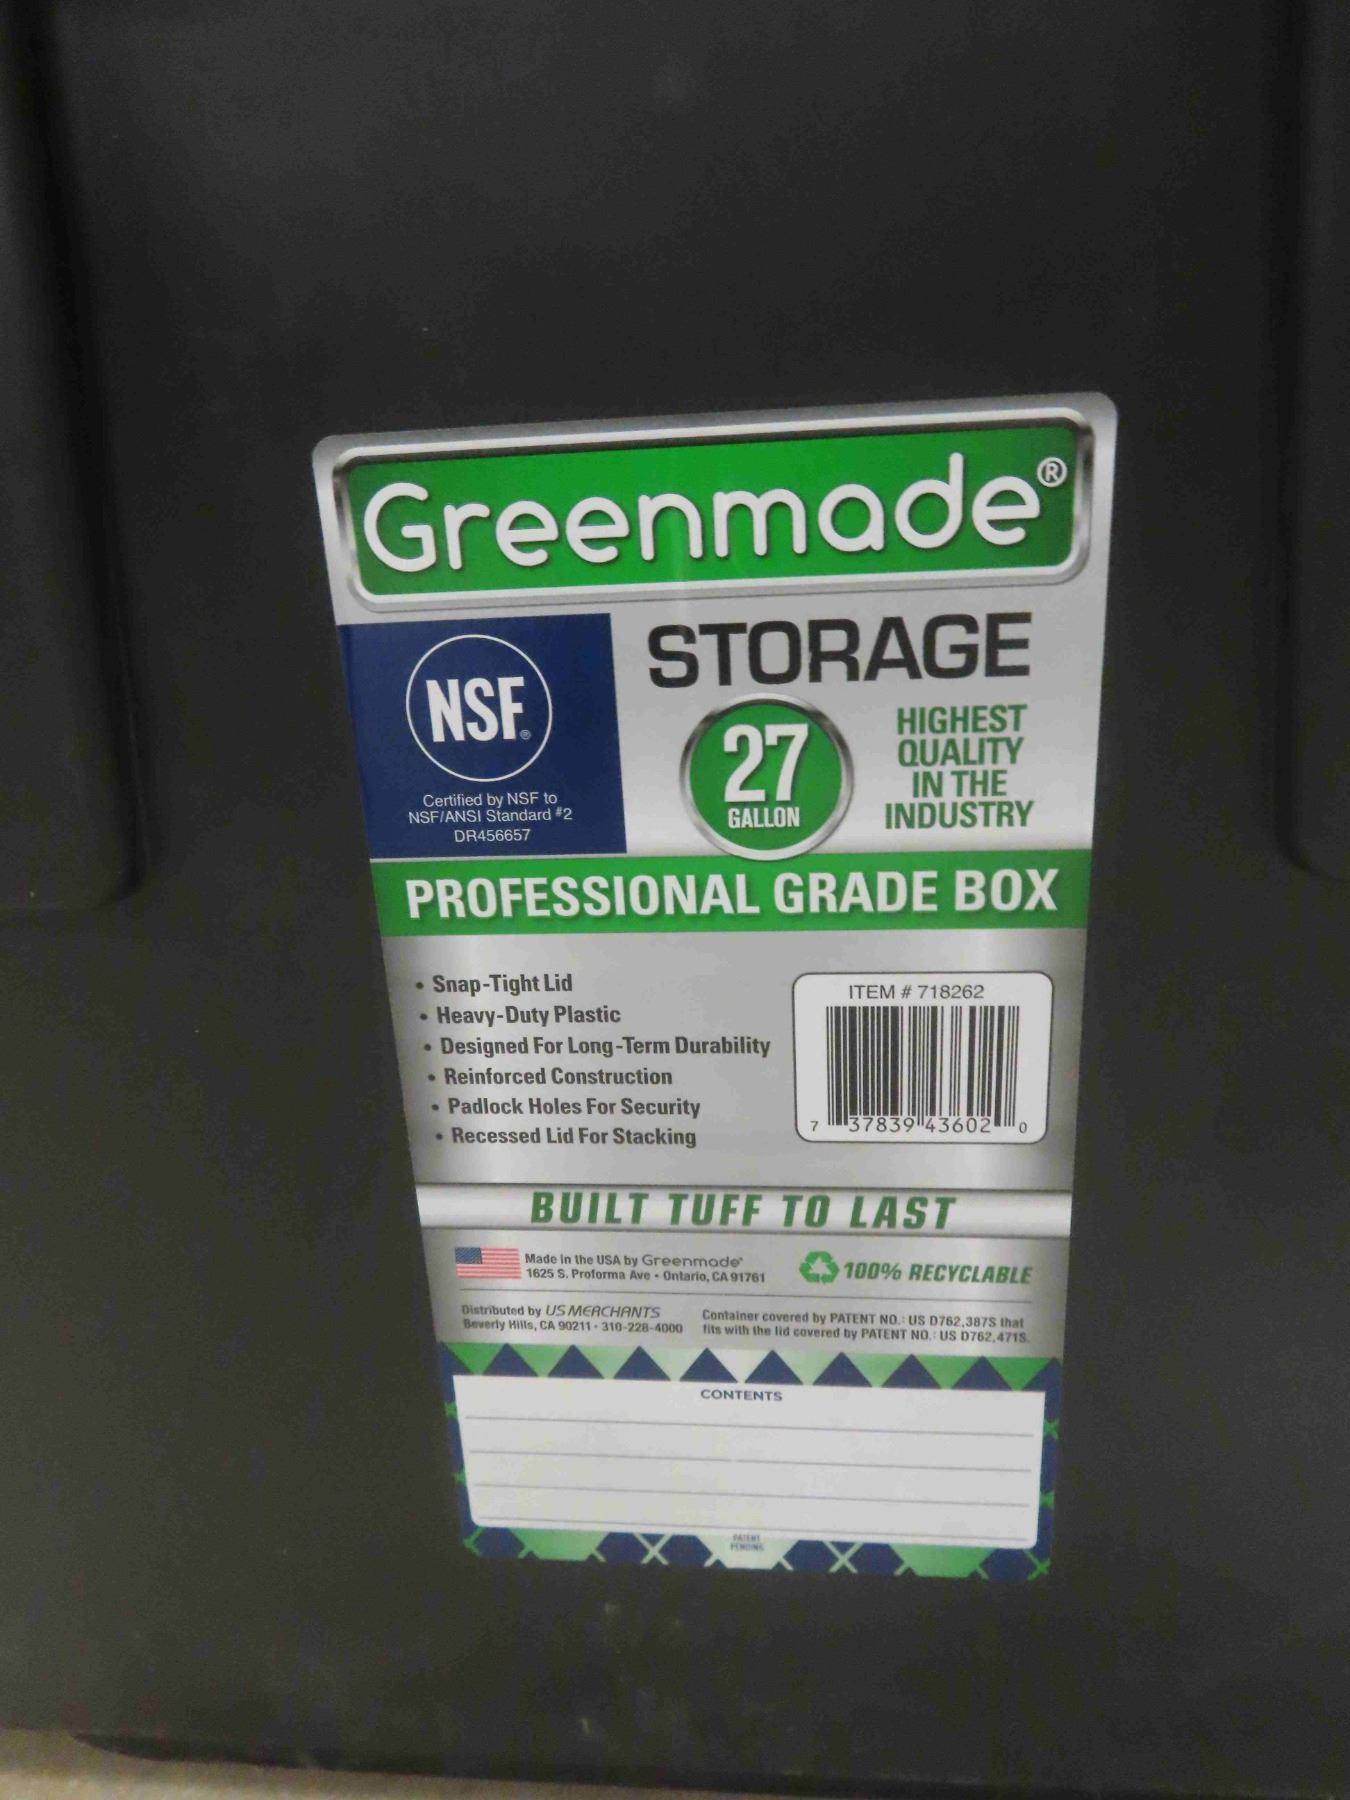 Greenmade®
NSF®
Certified by NSF to
NSF/ANSI Standard #2
DR456657
STORAGE
27
GALLON
HIGHEST
QUALITY
IN THE
INDUSTRY
PROFESSIONAL GRADE BOX
• Snap-Tight Lid
• Heavy-Duty Plastic
• Designed For Long-Term Durability
• Reinforced Construction
• Padlock Holes For Security
• Recessed Lid For Stacking
ITEM # 718262
7 37839 43602 0
BUILT TUFF TO LAST
Made in the USA by Greenmade®
1625 S. Proforma Ave • Ontario, CA 91761
100% RECYCLABLE
Distributed by US MERCHANTS
Beverly Hills, CA 90211 • 310-228-4000
Container covered by PATENT NO.: US D762,387S that
fits with the lid covered by PATENT NO.: US D762,471S.
CONTENTS
PATENT
PENDING